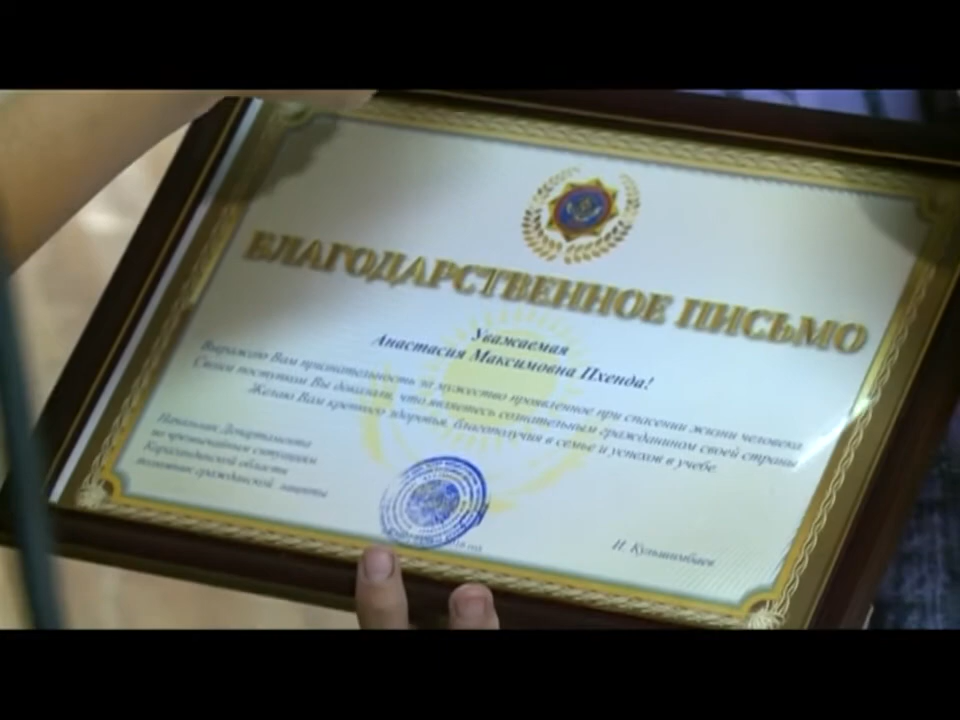 БЛАГОДАРСТВЕННОЕ ПИСЬМО
Уважаемая
Анастасия Максимовна Пхенда!
Выражаю Вам признательность за мужество проявленное при спасении жизни человека.
Своим поступком Вы доказали, что являетесь сознательным гражданином своей страны
Желаю Вам крепкого здоровья, благополучия в семье и успехов в учебе.
Начальник Департамента
по чрезвычайным ситуациям
Карагандинской области
полковник гражданской защиты
И. Кульшимбаев